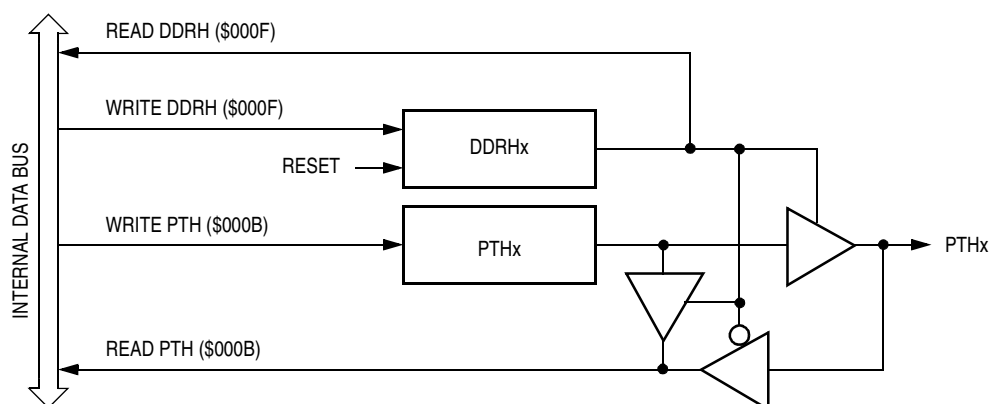 READ DDRH ($000F)
WRITE DDRH ($000F)
DDRHx
RESET
WRITE PTH ($000B)
PTHx
PTHx
READ PTH ($000B)
INTERNAL DATA BUS